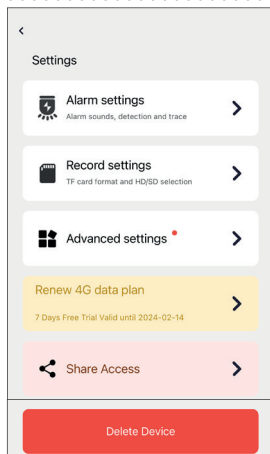 Settings
Alarm settings
Alarm sounds, detection and trace
Record settings
TF card format and HD/SD selection
Advanced settings
Renew 4G data plan
7 Days Free Trial Valid until 2024-02-14
Share Access
Delete Device